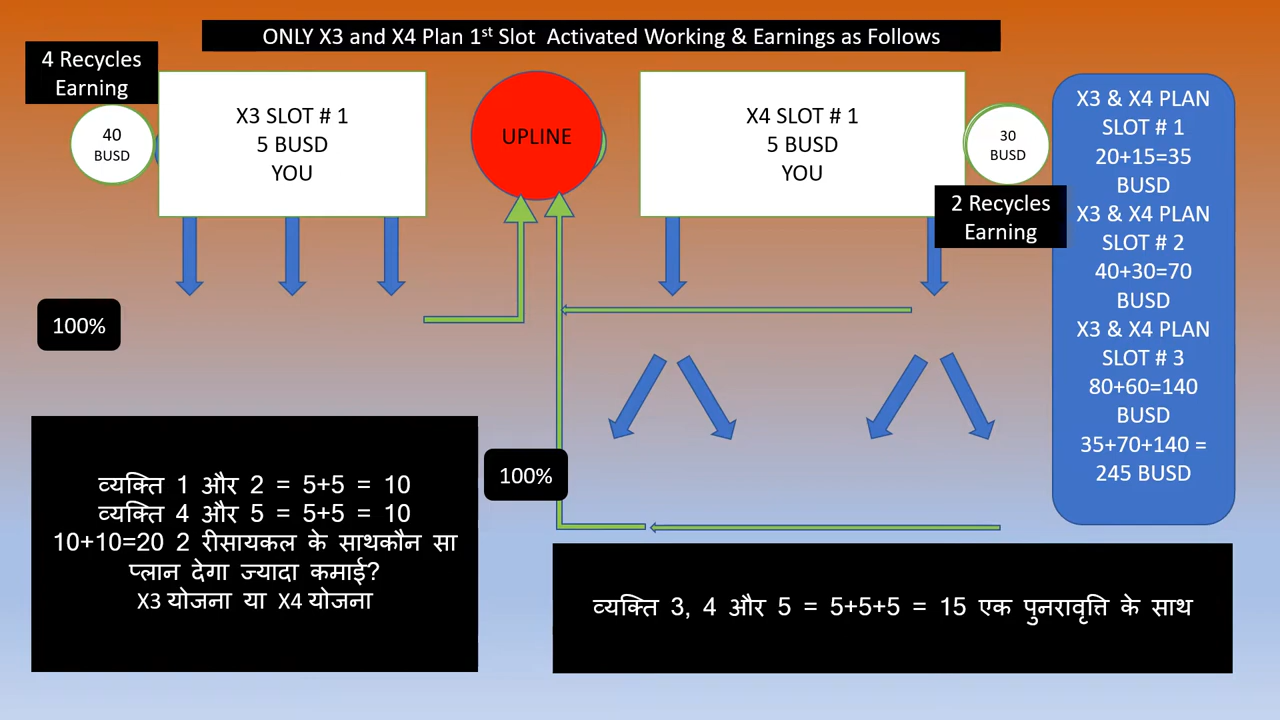 ONLY X3 and X4 Plan 1st Slot Activated Working & Earnings as Follows
4 Recycles
Earning
40
BUSD
X3 SLOT # 1
5 BUSD
YOU
UPLINE
X4 SLOT # 1
5 BUSD
YOU
30
BUSD
2 Recycles
Earning
X3 & X4 PLAN
SLOT # 1
20+15=35
BUSD
X3 & X4 PLAN
SLOT # 2
40+30=70
BUSD
X3 & X4 PLAN
SLOT # 3
80+60=140
BUSD
35+70+140 =
245 BUSD
100%
100%
व्यक्ति 1 और 2 = 5+5 = 10
व्यक्ति 4 और 5 = 5+5 = 10
10+10=20 2 रीसायकल के साथकौन सा
प्लान देगा ज्यादा कमाई?
X3 योजना या X4 योजना
व्यक्ति 3, 4 और 5 = 5+5+5 = 15 एक पुनरावृत्ति के साथ